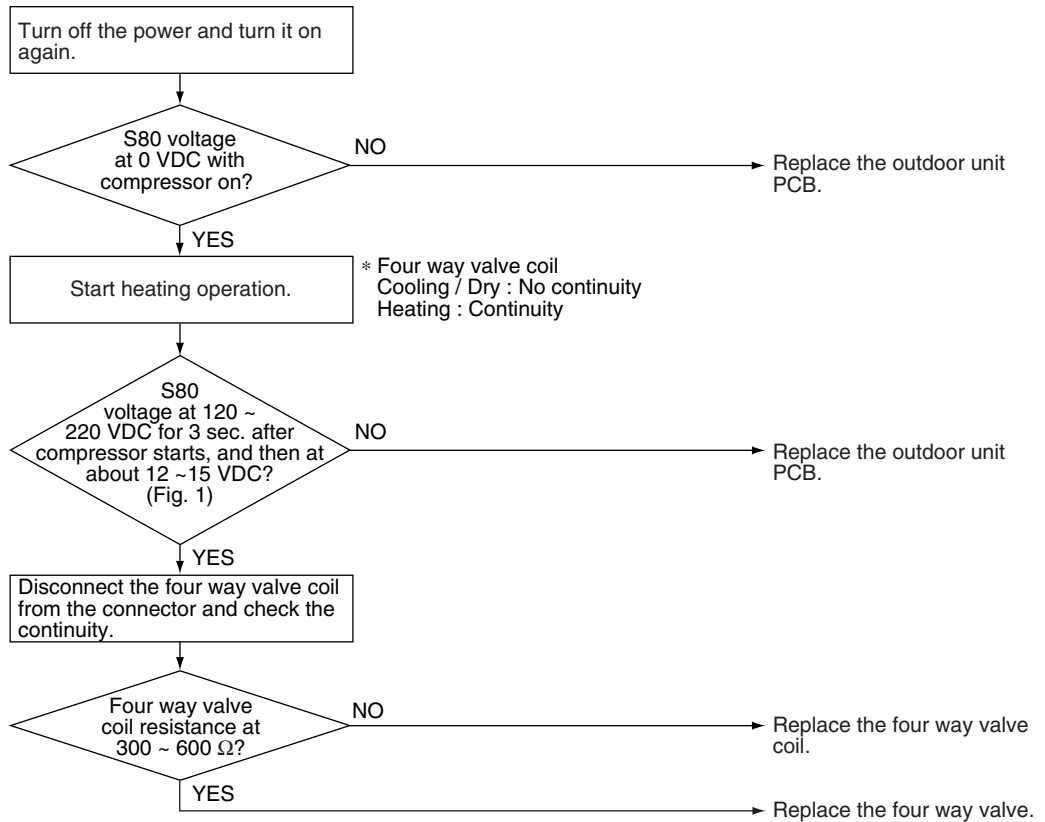 Turn off the power and turn it on
again.
S80 voltage
at 0 VDC with
compressor on?
NO
Replace the outdoor unit
PCB.
YES
Start heating operation.
* Four way valve coil
Cooling / Dry : No continuity
Heating : Continuity
S80
voltage at 120 ~
220 VDC for 3 sec. after
compressor starts, and then at
about 12 ~15 VDC?
(Fig. 1)
NO
Replace the outdoor unit
PCB.
YES
Disconnect the four way valve coil
from the connector and check the
continuity.
Four way valve
coil resistance at
300 ~ 600 Ω?
NO
Replace the four way valve
coil.
YES
Replace the four way valve.